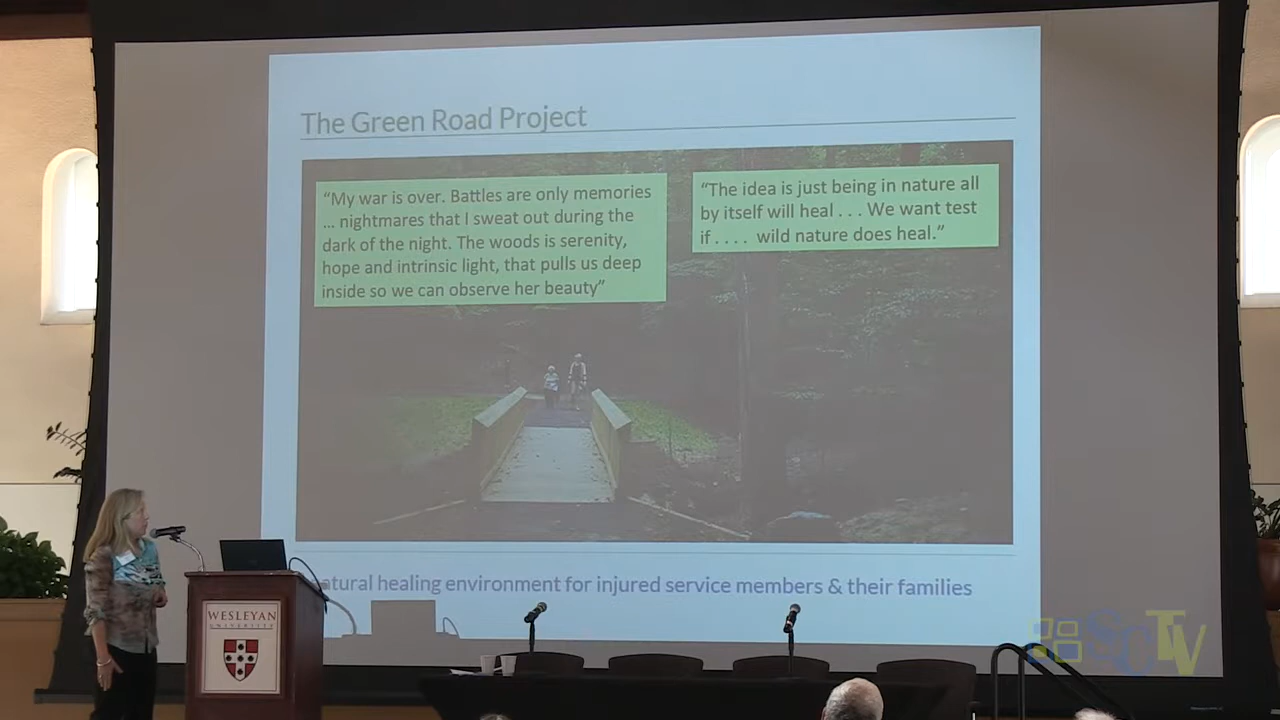 The Green Road Project
“My war is over. Battles are only memories
... nightmares that I sweat out during the
dark of the night. The woods is serenity,
hope and intrinsic light, that pulls us deep
inside so we can observe her beauty”
“The idea is just being in nature all
by itself will heal . . . We want test
if . . . . wild nature does heal.”
natural healing environment for injured service members & their families
WESLEYAN
UNIVERSITY
SCTV